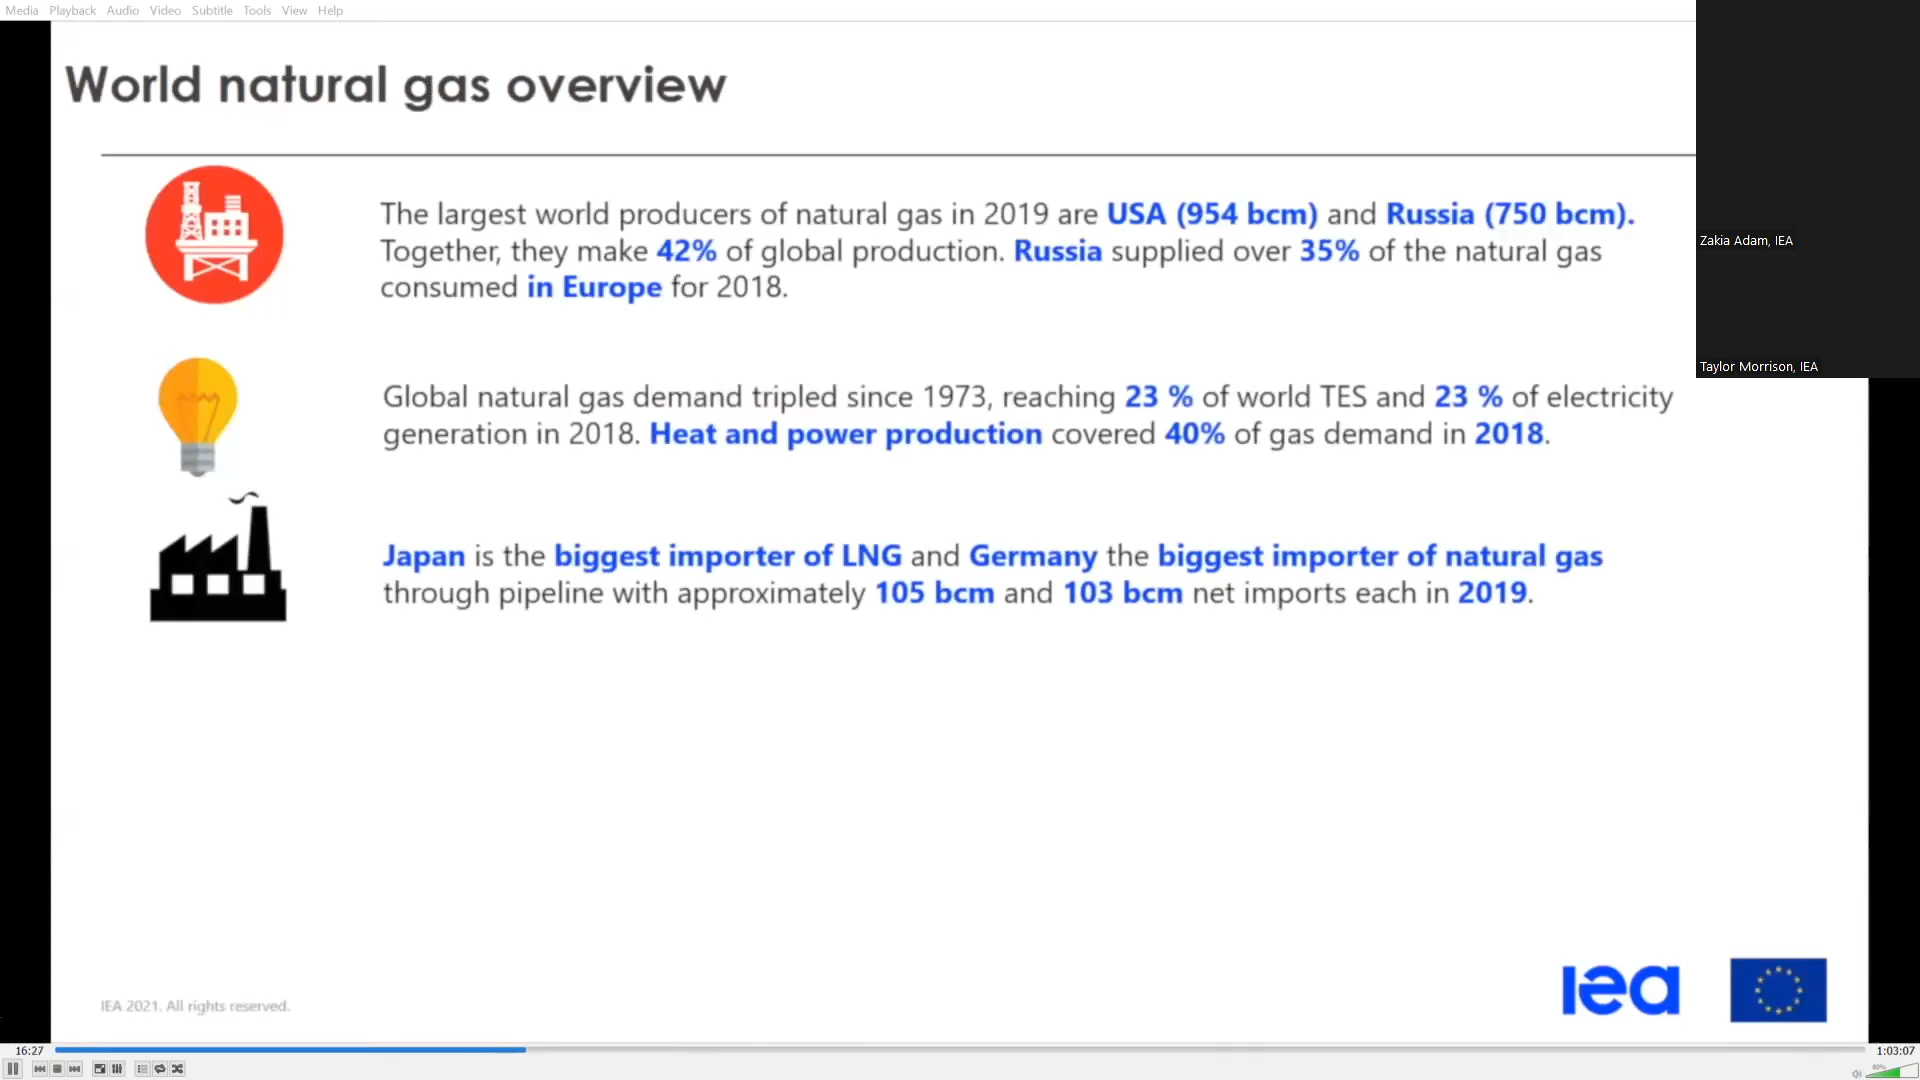 Media Playback Audio Video Subtitle Tools View Help
World natural gas overview
The largest world producers of natural gas in 2019 are USA (954 bcm) and Russia (750 bcm).
Together, they make 42% of global production. Russia supplied over 35% of the natural gas
consumed in Europe for 2018.
Zakia Adam, IEA
Taylor Morrison, IEA
Global natural gas demand tripled since 1973, reaching 23 % of world TES and 23 % of electricity
generation in 2018. Heat and power production covered 40% of gas demand in 2018.
Japan is the biggest importer of LNG and Germany the biggest importer of natural gas
through pipeline with approximately 105 bcm and 103 bcm net imports each in 2019.
iea
IEA 2021. All rights reserved.
16:27
1:03:07
80%